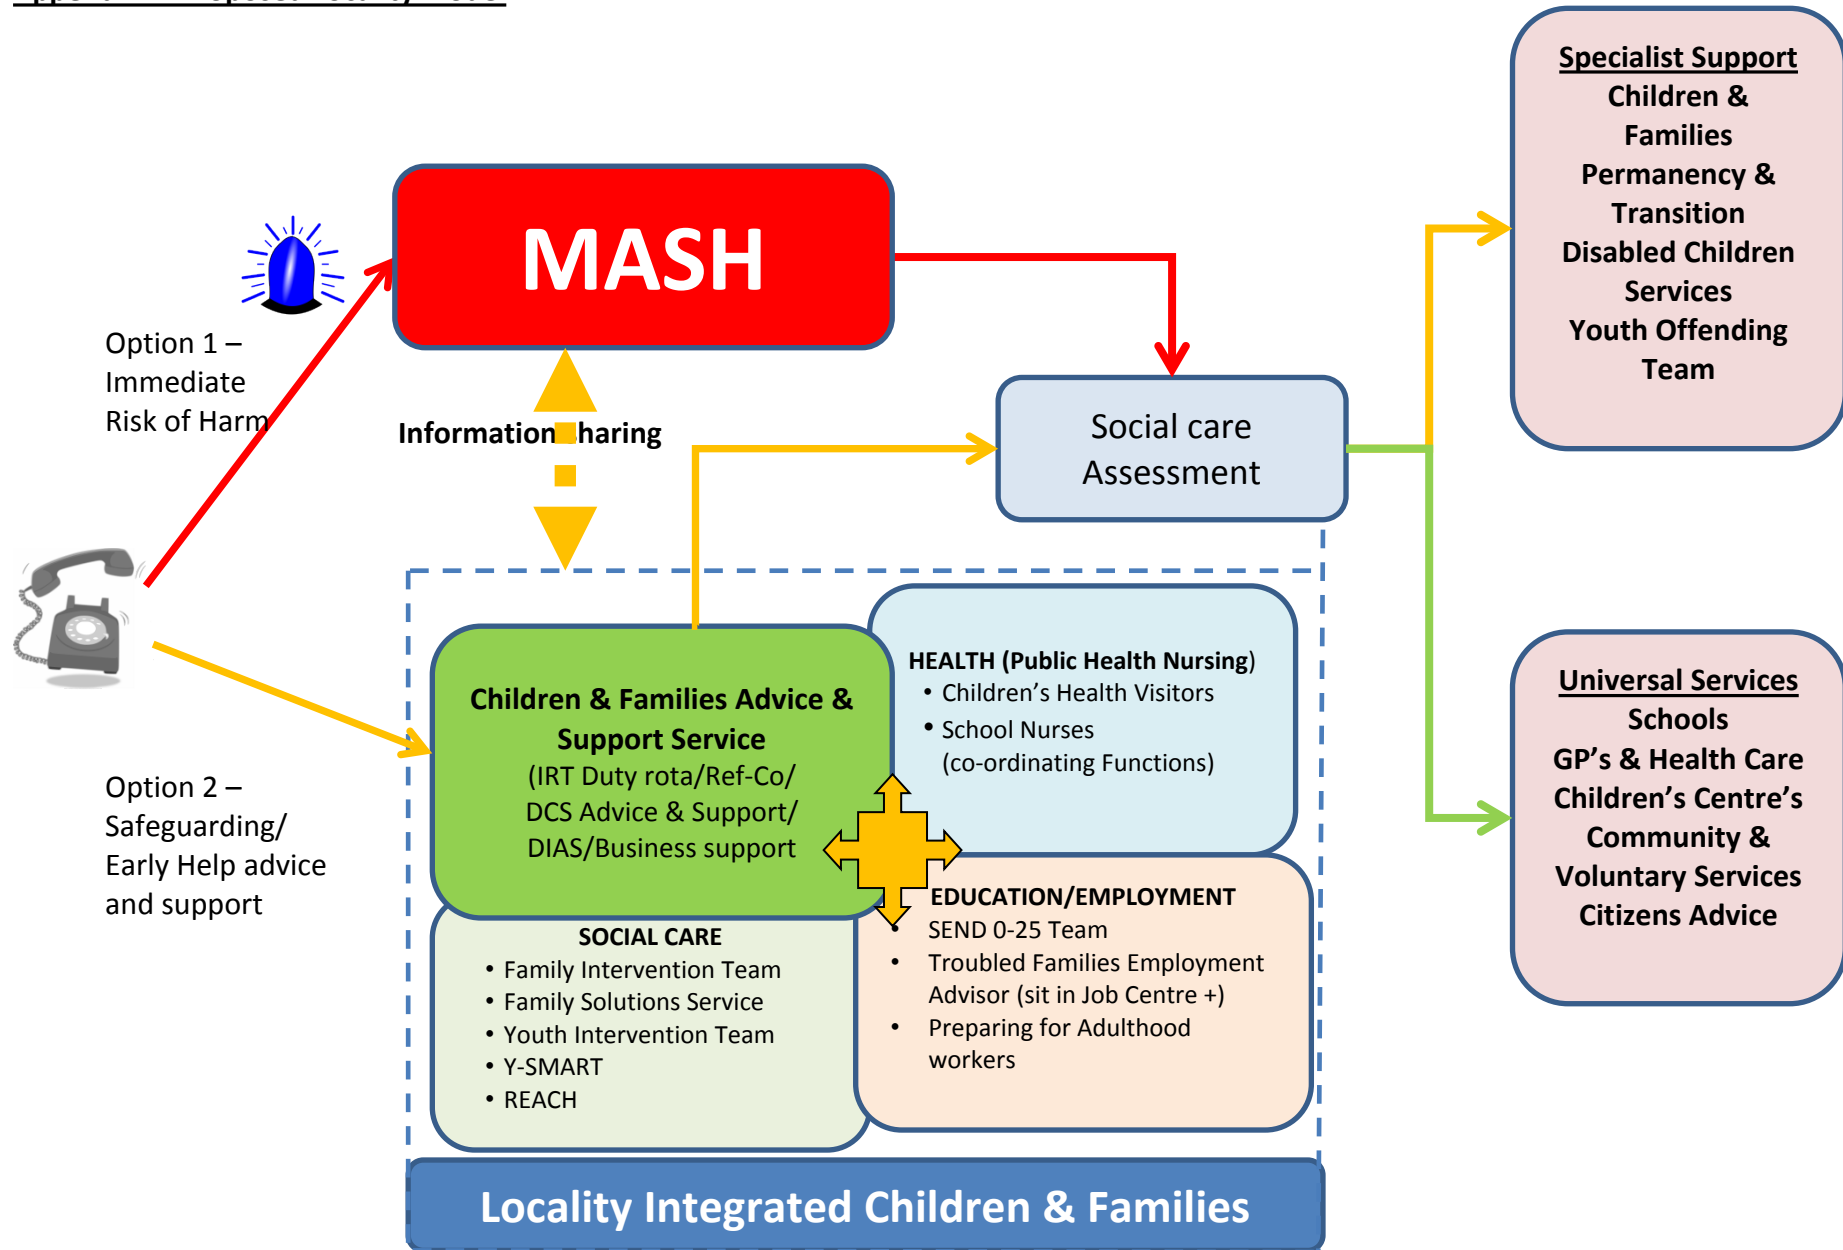 Specialist Support
Children &
Families
Permanency &
Transition
Disabled Children
Services
Youth Offending
Team
MASH
Option 1 –
Immediate
Risk of Harm
Information sharing
Social care
Assessment
Option 2 –
Safeguarding/
Early Help advice
and support
Children & Families Advice &
Support Service
(IRT Duty rota/Ref-Co/
DCS Advice & Support/
DIAS/Business support
HEALTH (Public Health Nursing)
• Children's Health Visitors
• School Nurses
(co-ordinating Functions)
SOCIAL CARE
• Family Intervention Team
• Family Solutions Service
• Youth Intervention Team
• Y-SMART
• REACH
EDUCATION/EMPLOYMENT
• SEND 0-25 Team
• Troubled Families Employment
Advisor (sit in Job Centre +)
• Preparing for Adulthood
workers
Universal Services
Schools
GP's & Health Care
Children's Centre's
Community &
Voluntary Services
Citizens Advice
Locality Integrated Children & Families